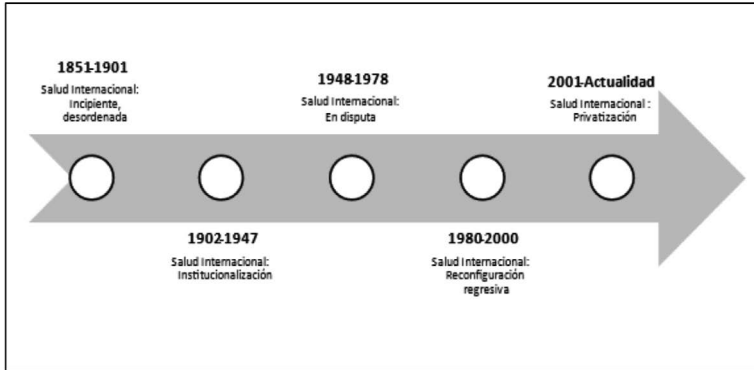 1851-1901
Salud Internacional:
Incipiente,
desordenada
1902-1947
Salud Internacional:
Institucionalización
1948-1978
Salud Internacional:
En disputa
1980-2000
Salud Internacional:
Reconfiguración
regresiva
2001-Actualidad
Salud Internacional :
Privatización